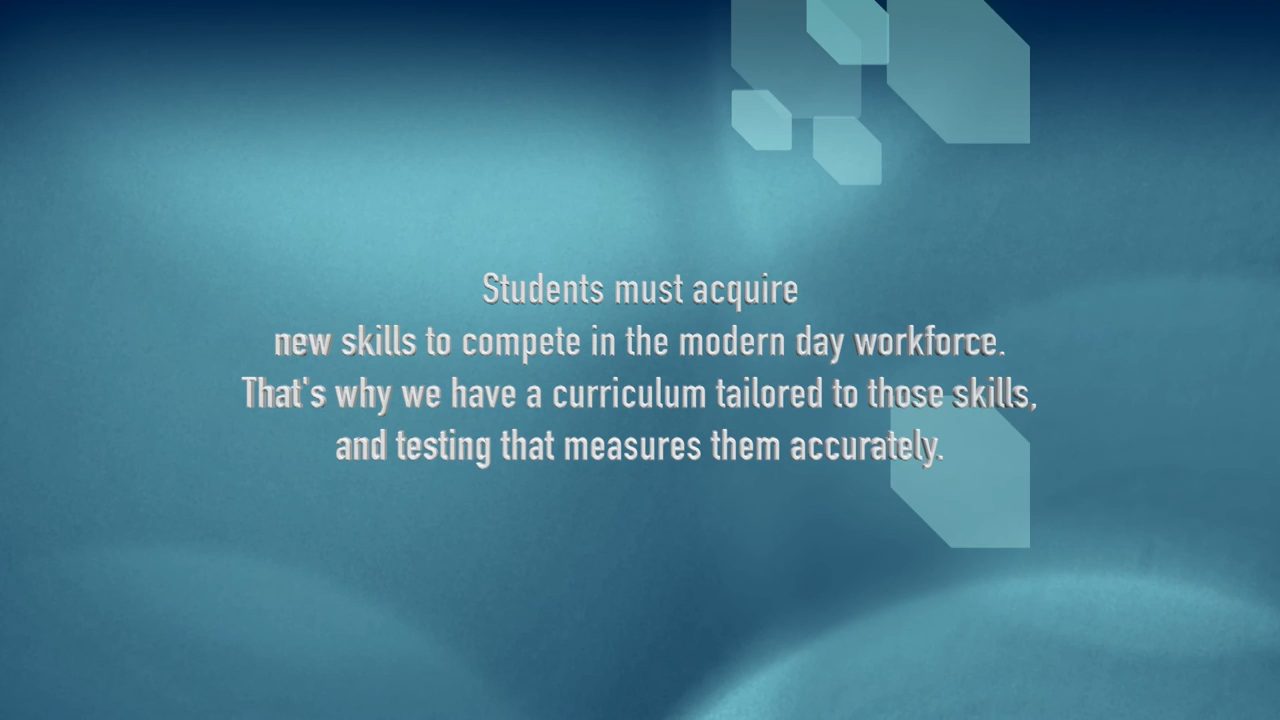 Students must acquire
new skills to compete in the modern day workforce.
That's why we have a curriculum tailored to those skills,
and testing that measures them accurately.